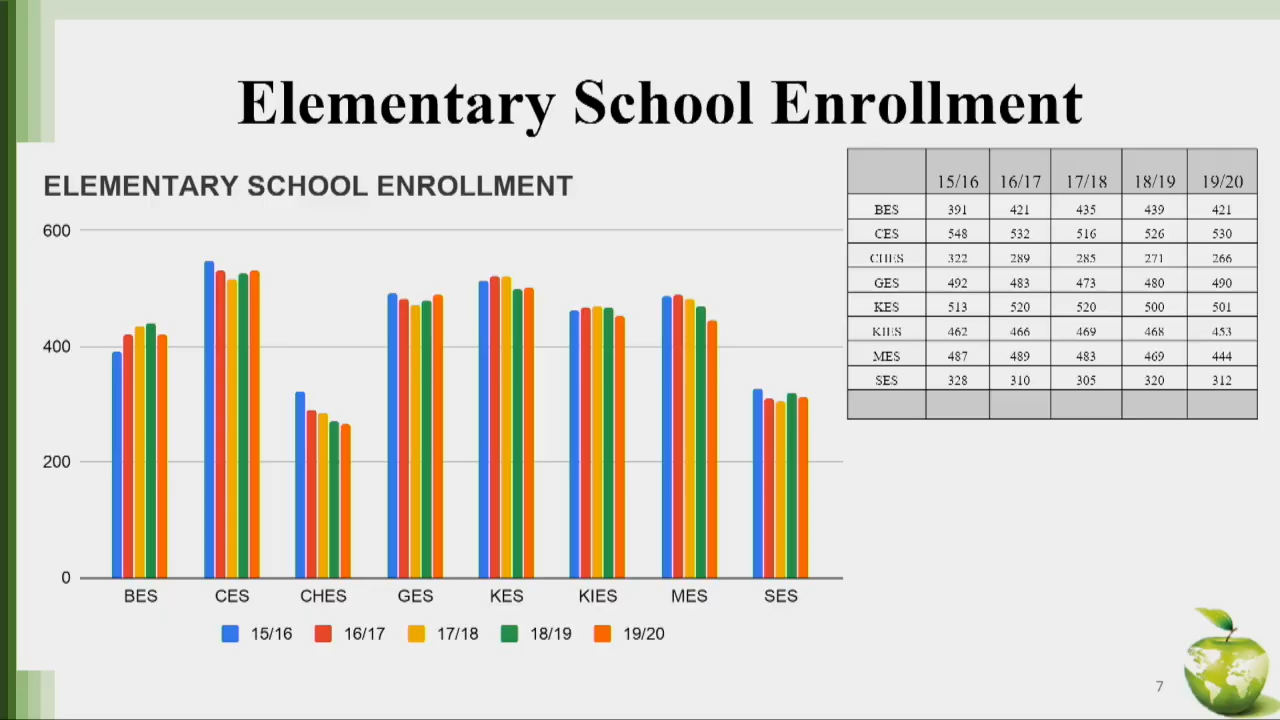 Elementary School Enrollment
ELEMENTARY SCHOOL ENROLLMENT
600
400
200
0
BES CES CHES GES KES KIES MES SES
15/16 16/17 17/18 18/19 19/20
15/16 16/17 17/18 18/19 19/20
BES 391 421 435 439 421
CES 548 532 516 526 530
CHES 322 289 285 271 266
GES 492 483 473 480 490
KES 513 520 520 500 501
KIES 462 466 469 468 453
MES 487 489 483 469 444
SES 328 310 305 320 312
7